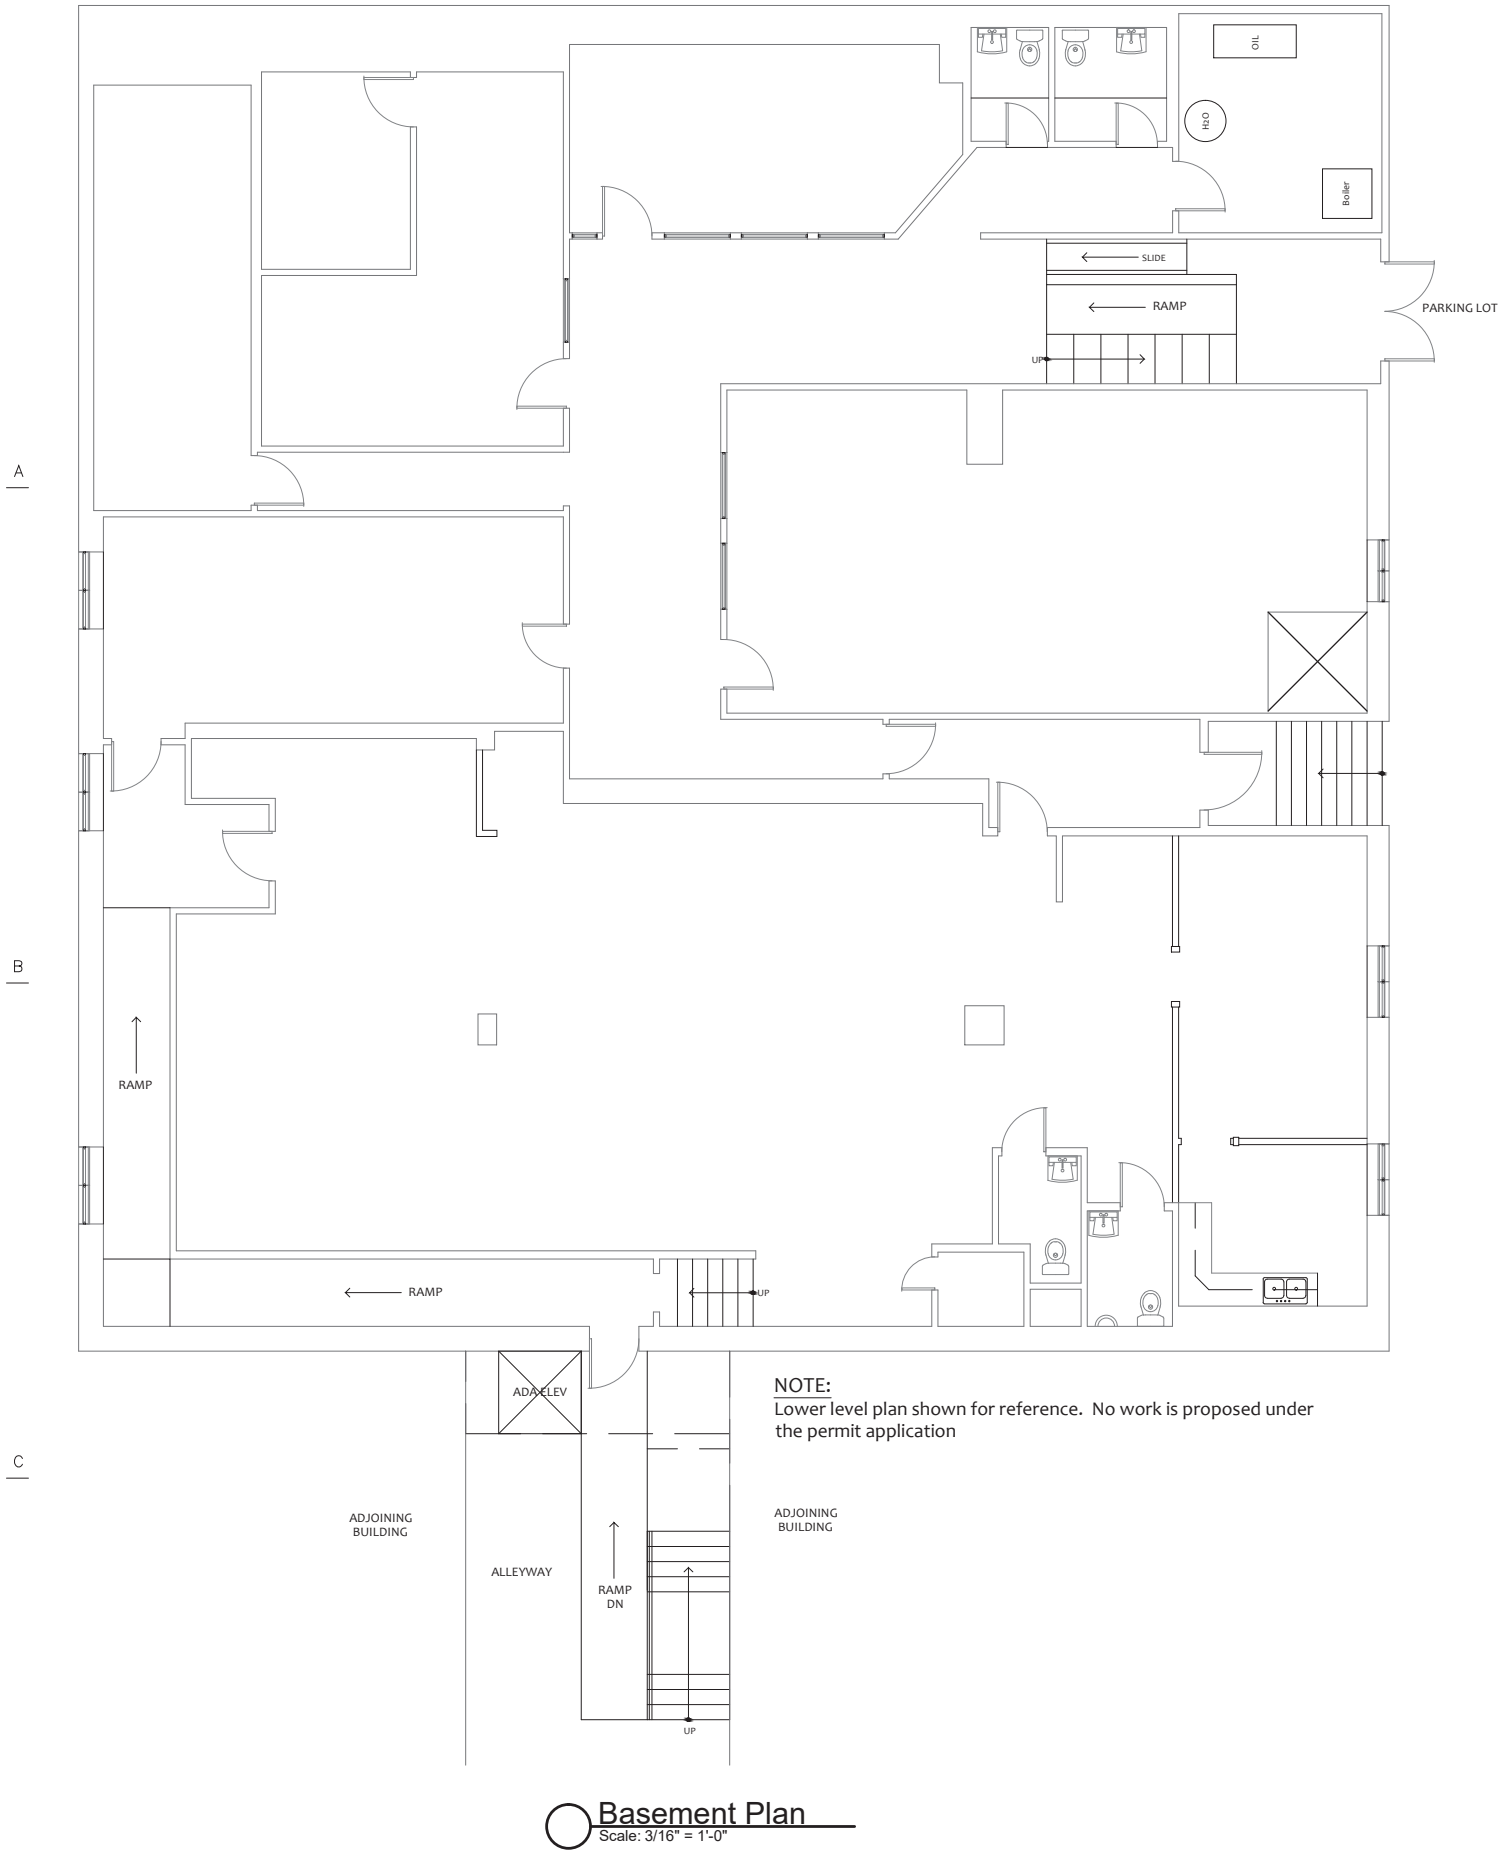 OIL
H2O
Boiler
SLIDE
RAMP
PARKING LOT
UP
A
B
RAMP
RAMP
UP
ADA ELEV
NOTE:
Lower level plan shown for reference. No work is proposed under
the permit application
C
ADJOINING
BUILDING
ADJOINING
BUILDING
ALLEYWAY
RAMP
DN
UP
Basement Plan
Scale: 3/16" = 1'-0"